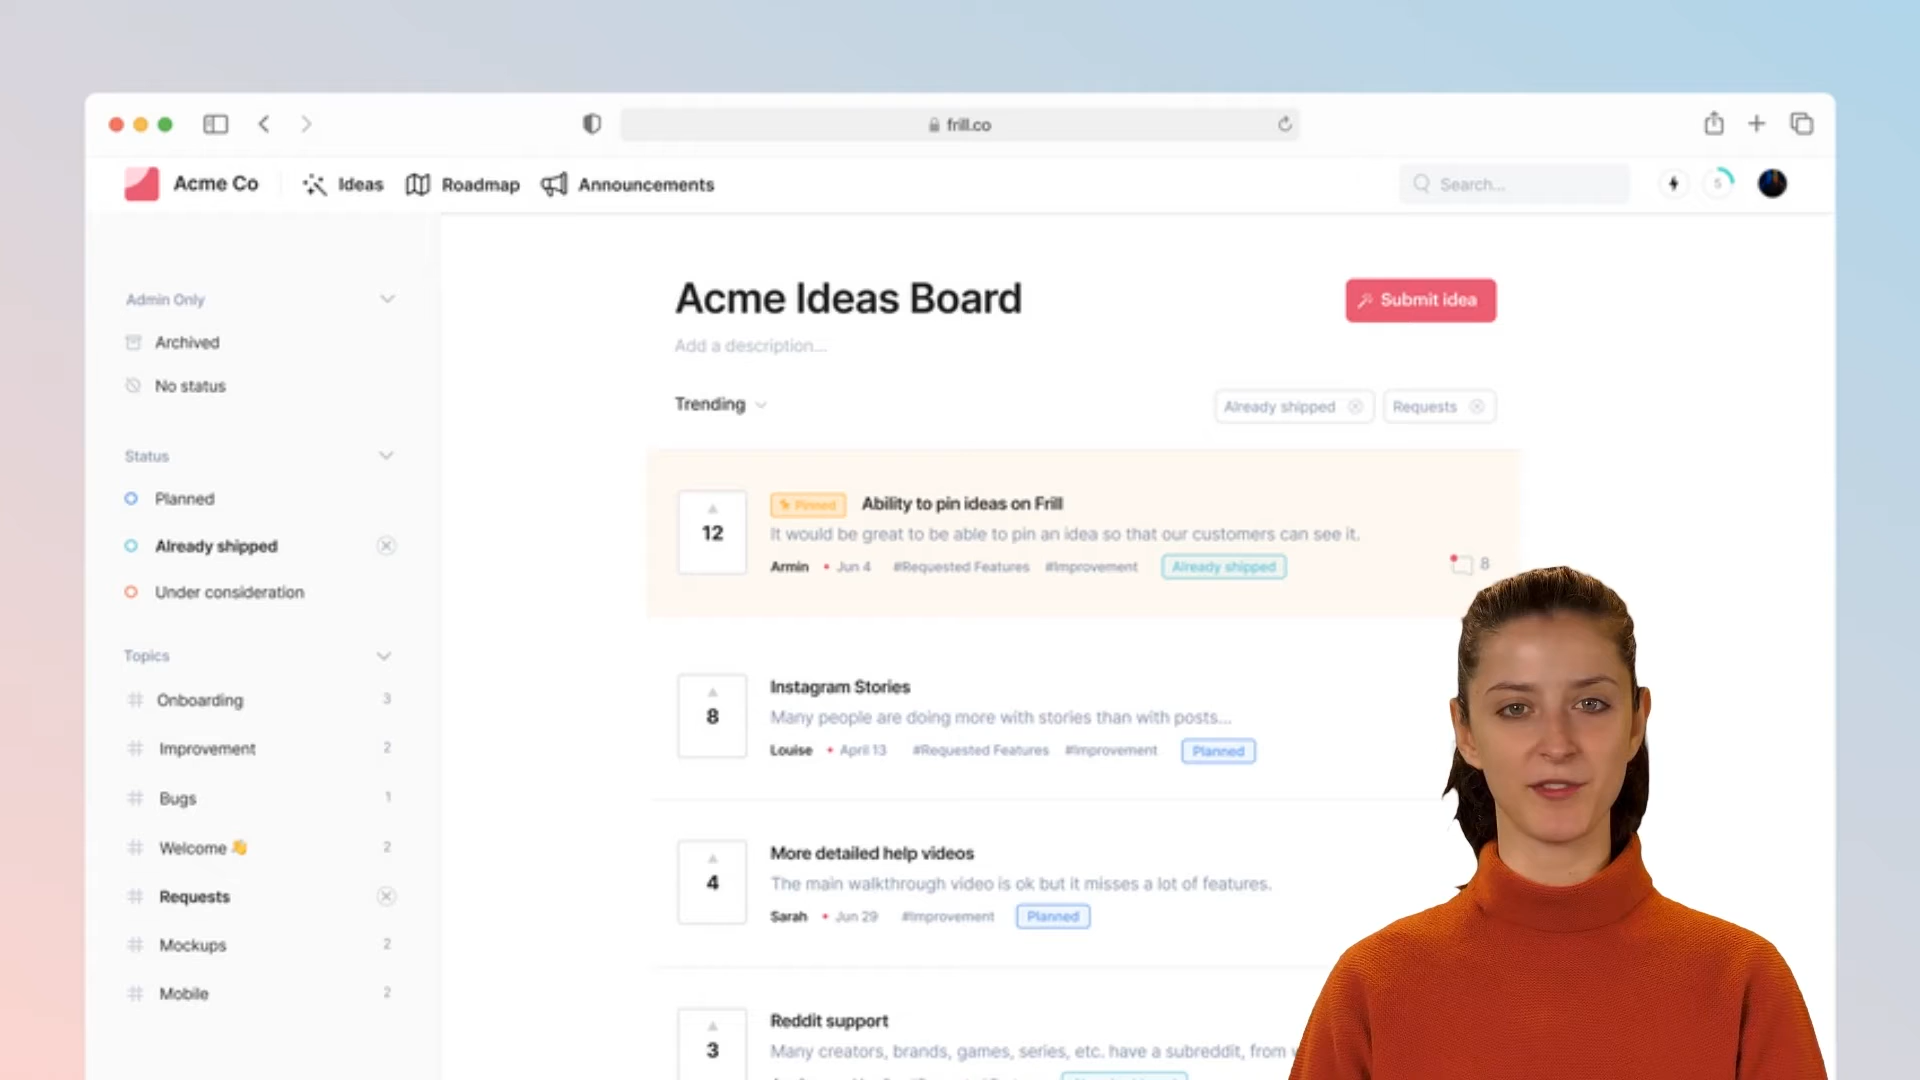 frill.co
Acme Co
Ideas
Roadmap
Announcements
Search...
5
Admin Only
Archived
No status
Status
Planned
Already shipped
Under consideration
Topics
Onboarding 3
Improvement 2
Bugs 1
Welcome 👋 2
Requests
Mockups 2
Mobile 2
Acme Ideas Board
Submit idea
Add a description...
Trending
Already shipped
Requests
12
Pinned Ability to pin ideas on Frill
It would be great to be able to pin an idea so that our customers can see it.
Armin • Jun 4 #Requested Features #Improvement Already shipped
8
8
Instagram Stories
Many people are doing more with stories than with posts...
Louise • April 13 #Requested Features #Improvement Planned
4
More detailed help videos
The main walkthrough video is ok but it misses a lot of features.
Sarah • Jun 29 #Improvement Planned
3
Reddit support
Many creators, brands, games, series, etc. have a subreddit, from